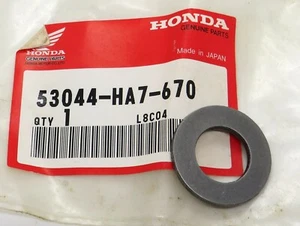 HONDA
HONDA
GENUINE PARTS
Made in JAPAN
53044-HA7-670
QTY 1 L8C04